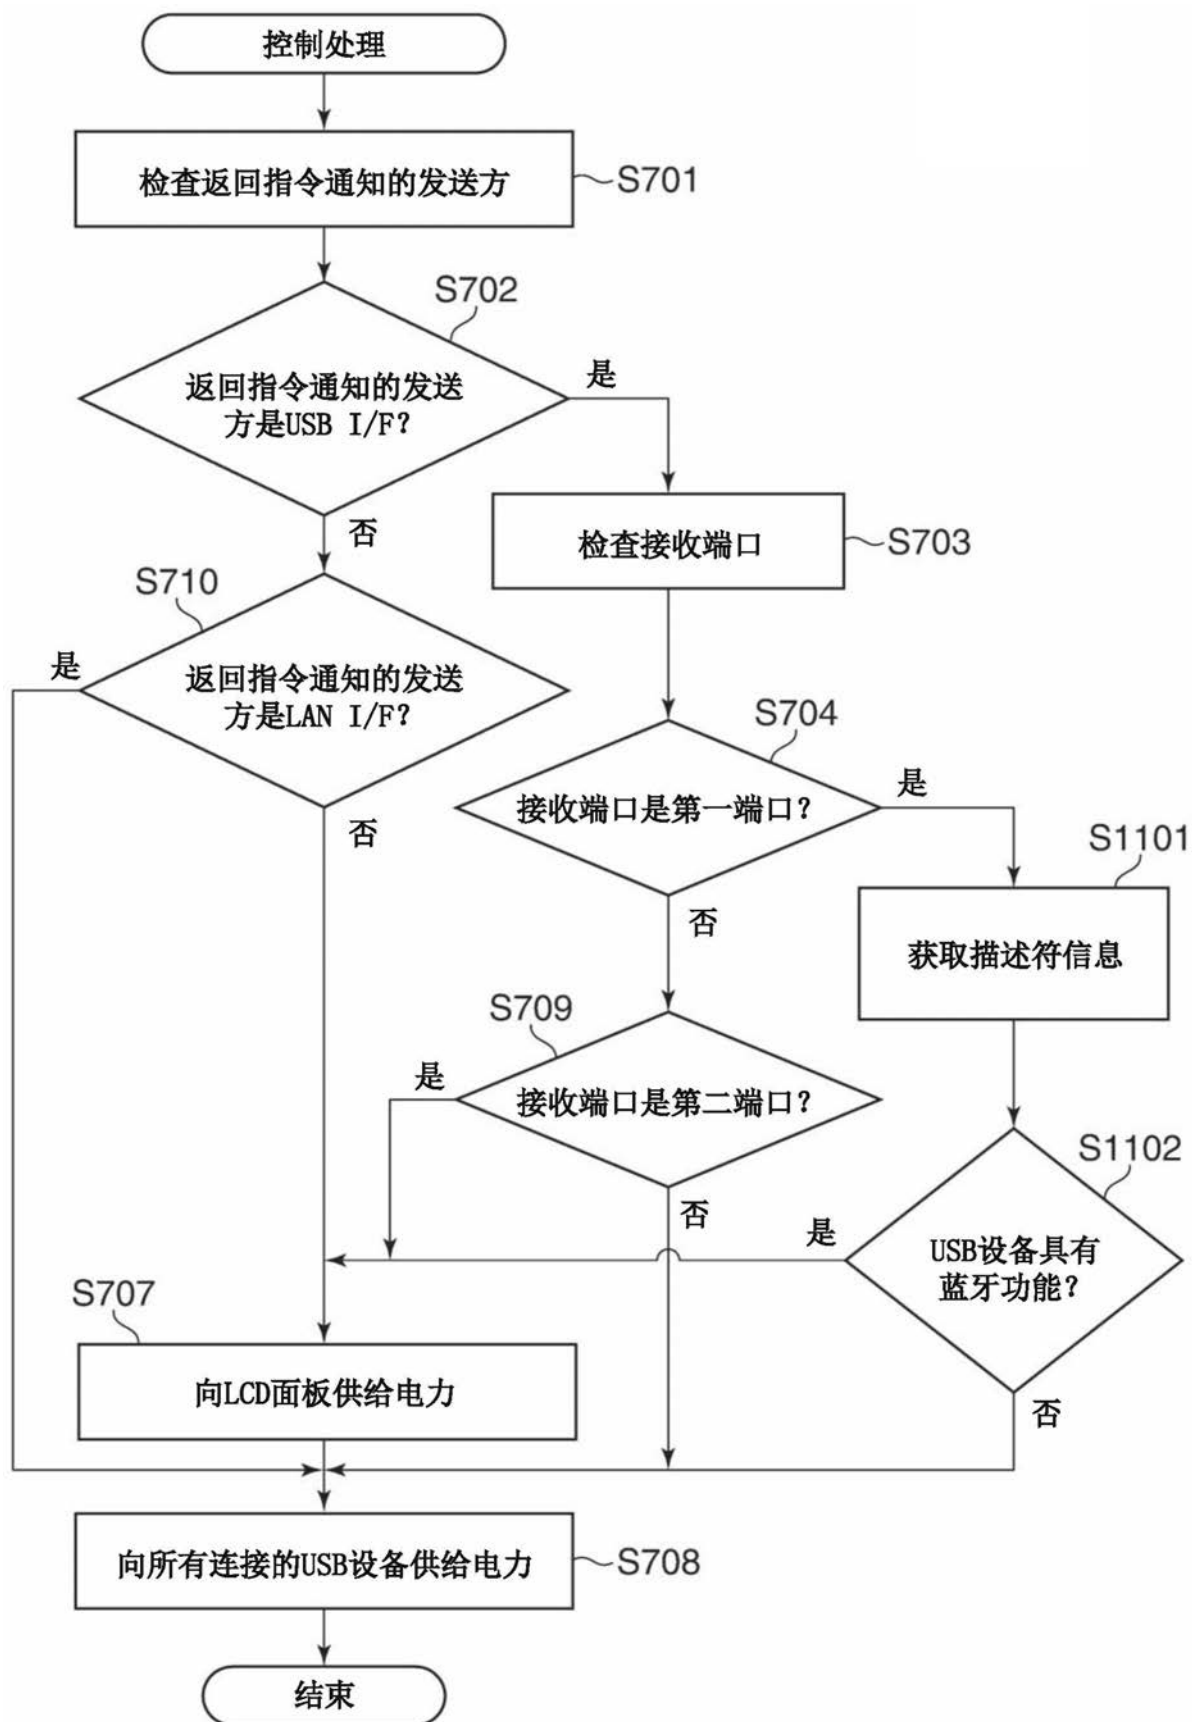 控制处理
检查返回指令通知的发送方
S701
S702
返回指令通知的发送
方是USB I/F？
是
否
检查接收端口
S703
S710
是
返回指令通知的发送
方是LAN I/F？
否
S704
接收端口是第一端口？
是
否
S1101
获取描述符信息
S709
是
接收端口是第二端口？
否
S1102
是
USB设备具有
蓝牙功能？
否
S707
向LCD面板供给电力
向所有连接的USB设备供给电力
S708
结束